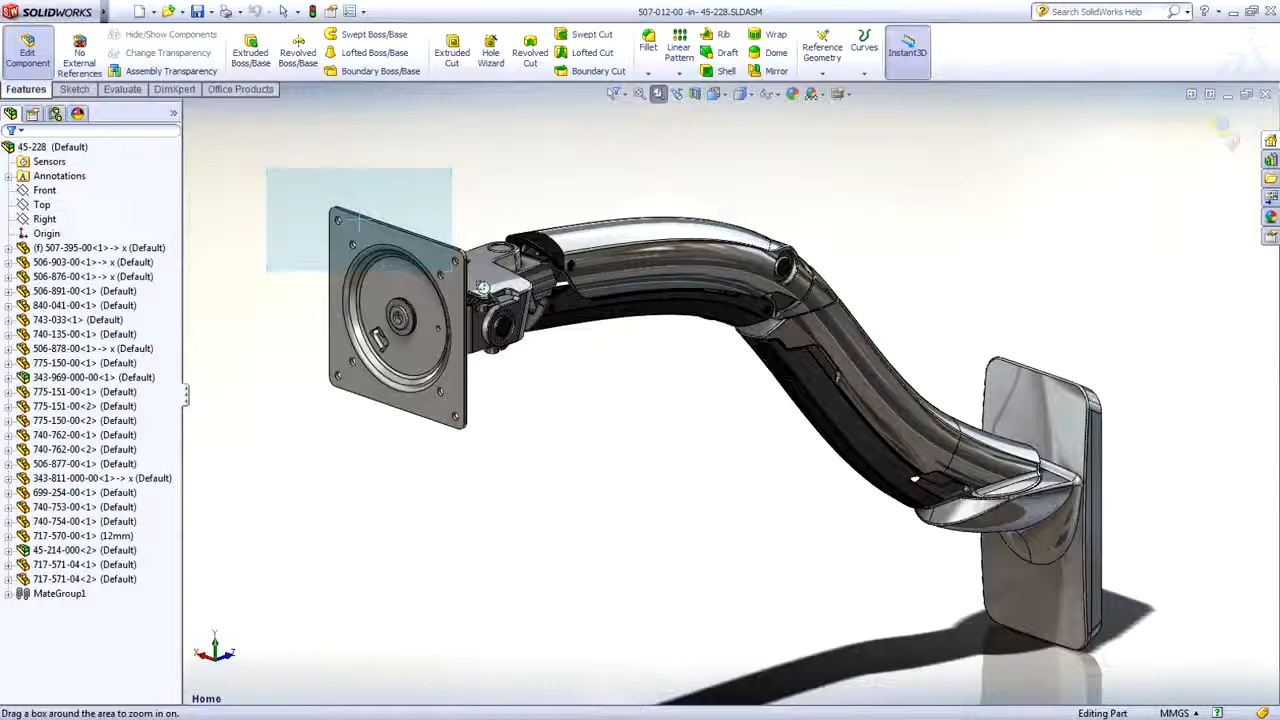 SOLIDWORKS
507-012-00 -in- 45-228.SLDASM
Search SolidWorks Help
Edit Component
No External References
Hide/Show Components
Change Transparency
Assembly Transparency
Extruded Boss/Base
Revolved Boss/Base
Swept Boss/Base
Lofted Boss/Base
Boundary Boss/Base
Extruded Cut
Hole Wizard
Revolved Cut
Swept Cut
Lofted Cut
Boundary Cut
Fillet
Linear Pattern
Rib
Draft
Shell
Wrap
Dome
Mirror
Reference Geometry
Curves
Instant3D
Features
Sketch
Evaluate
DimXpert
Office Products
45-228 (Default)
Sensors
Annotations
Front
Top
Right
Origin
(f) 507-395-00<1>-> x (Default)
506-903-00<1> (Default)
506-876-00<1> (Default)
506-891-00<1> (Default)
840-041-00<1> (Default)
743-033<1> (Default)
740-135-00<1> (Default)
506-878-00<1>-> x (Default)
775-150-00<1> (Default)
343-969-000-00<1> (Default)
775-151-00<1> (Default)
775-151-00<2> (Default)
775-150-00<2> (Default)
740-762-00<1> (Default)
740-762-00<2> (Default)
506-877-00<1> (Default)
343-811-000-00<1>-> x (Default)
699-254-00<1> (Default)
740-753-00<1> (Default)
740-754-00<1> (Default)
717-570-00<1> (12mm)
45-214-000<2> (Default)
717-571-04<1> (Default)
717-571-04<2> (Default)
MateGroup1
Y
X
Z
Home
Drag a box around the area to zoom in on.
Editing Part
MMGS